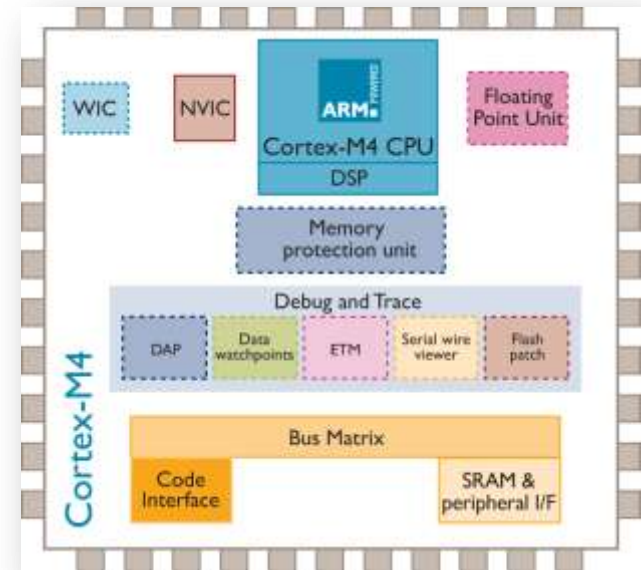 WIC
NVIC
ARM
POWERED
Cortex-M4 CPU
DSP
Floating
Point Unit
Memory
protection unit
Debug and Trace
DAP
Data
watchpoints
ETM
Serial wire
viewer
Flash
patch
Cortex-M4
Bus Matrix
Code
Interface
SRAM &
peripheral I/F